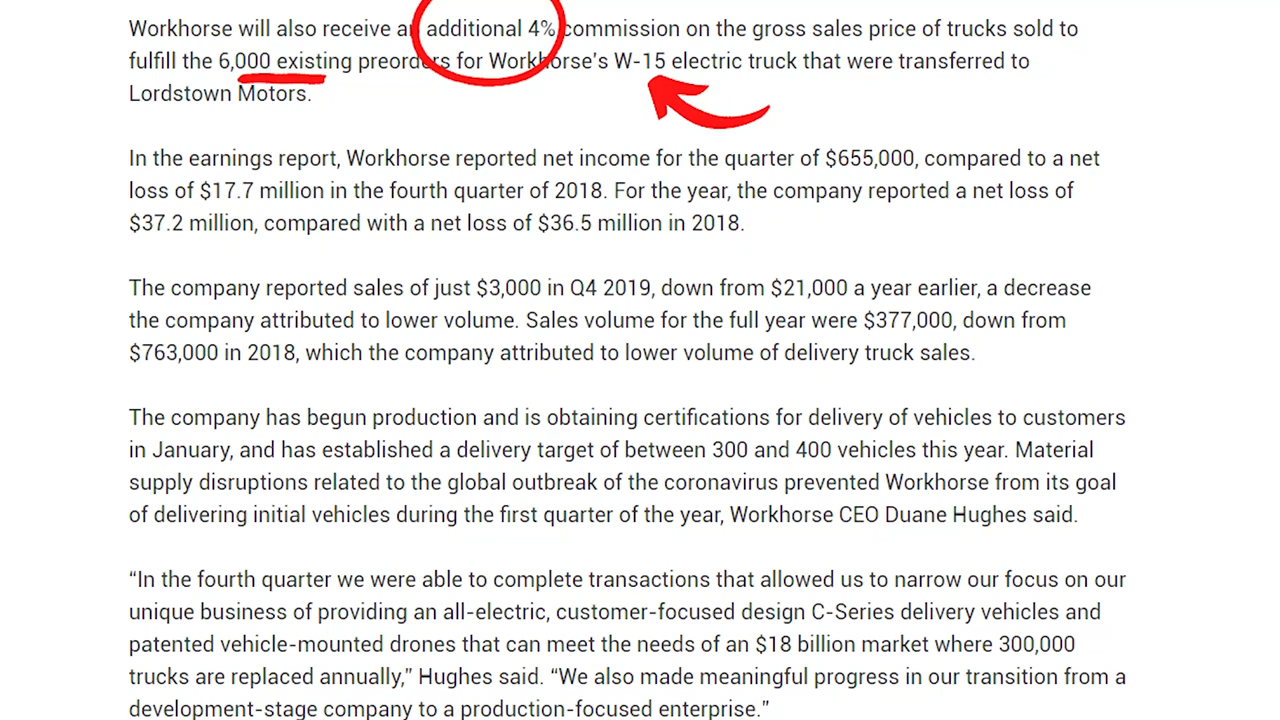 Workhorse will also receive an additional 4% commission on the gross sales price of trucks sold to
fulfill the 6,000 existing preorders for Workhorse's W-15 electric truck that were transferred to
Lordstown Motors.
In the earnings report, Workhorse reported net income for the quarter of $655,000, compared to a net
loss of $17.7 million in the fourth quarter of 2018. For the year, the company reported a net loss of
$37.2 million, compared with a net loss of $36.5 million in 2018.
The company reported sales of just $3,000 in Q4 2019, down from $21,000 a year earlier, a decrease
the company attributed to lower volume. Sales volume for the full year were $377,000, down from
$763,000 in 2018, which the company attributed to lower volume of delivery truck sales.
The company has begun production and is obtaining certifications for delivery of vehicles to customers
in January, and has established a delivery target of between 300 and 400 vehicles this year. Material
supply disruptions related to the global outbreak of the coronavirus prevented Workhorse from its goal
of delivering initial vehicles during the first quarter of the year, Workhorse CEO Duane Hughes said.
“In the fourth quarter we were able to complete transactions that allowed us to narrow our focus on our
unique business of providing an all-electric, customer-focused design C-Series delivery vehicles and
patented vehicle-mounted drones that can meet the needs of an $18 billion market where 300,000
trucks are replaced annually,” Hughes said. “We also made meaningful progress in our transition from a
development-stage company to a production-focused enterprise.”